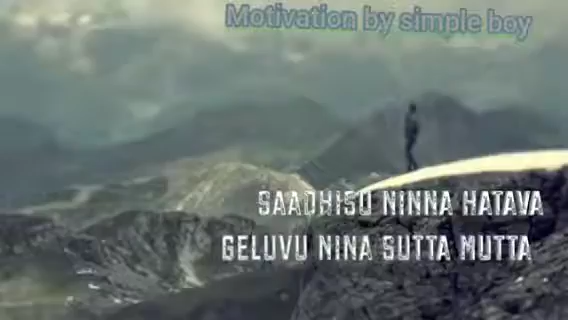 Motivation by simple boy
SAADHISU NINNA HATAVA
GELUVU NINA SUTTA MUTTA